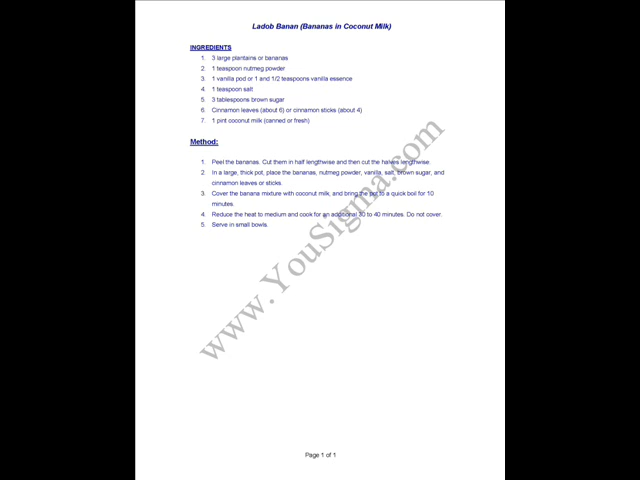 Ladob Banan (Bananas in Coconut Milk)
INGREDIENTS
1. 3 large plantains or bananas
2. 1 teaspoon nutmeg powder
3. 1 vanilla pod or 1 and 1/2 teaspoons vanilla essence
4. 1 teaspoon salt
5. 3 tablespoons brown sugar
6. Cinnamon leaves (about 6) or cinnamon sticks (about 4)
7. 1 pint coconut milk (canned or fresh)
Method:
1. Peel the bananas. Cut them in half lengthwise and then cut the halves lengthwise.
2. In a large, thick pot, place the bananas, nutmeg powder, vanilla, salt, brown sugar, and
cinnamon leaves or sticks.
3. Cover the banana mixture with coconut milk, and bring the pot to a quick boil for 10
minutes.
4. Reduce the heat to medium and cook for an additional 30 to 40 minutes. Do not cover.
5. Serve in small bowls.
www.YouSigma.com
Page 1 of 1